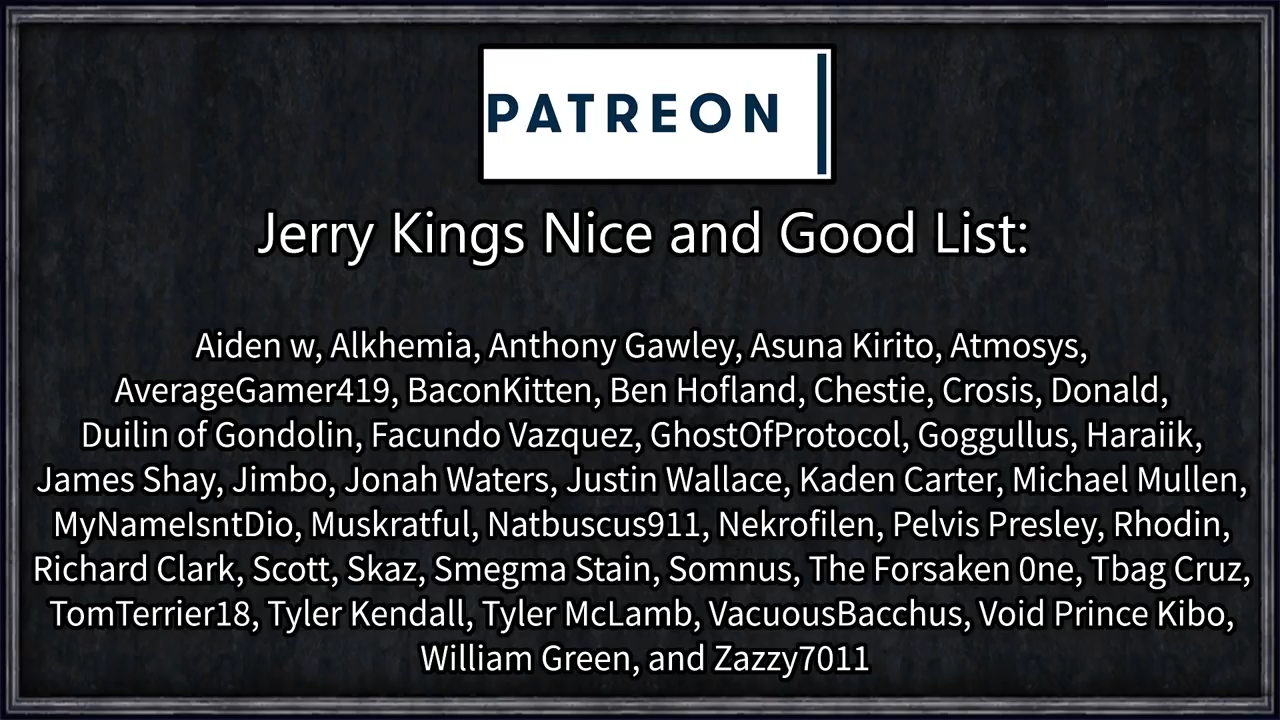 PATREON
Jerry Kings Nice and Good List:
Aiden w, Alkhemia, Anthony Gawley, Asuna Kirito, Atmosys,
AverageGamer419, BaconKitten, Ben Hofland, Chestie, Crosis, Donald,
Duilin of Gondolin, Facundo Vazquez, GhostOfProtocol, Goggullus, Haraiik,
James Shay, Jimbo, Jonah Waters, Justin Wallace, Kaden Carter, Michael Mullen,
MyNameIsntDio, Muskratful, Natbuscus911, Nekrofilen, Pelvis Presley, Rhodin,
Richard Clark, Scott, Skaz, Smegma Stain, Somnus, The Forsaken 0ne, Tbag Cruz,
TomTerrier18, Tyler Kendall, Tyler McLamb, VacuousBacchus, Void Prince Kibo,
William Green, and Zazzy7011